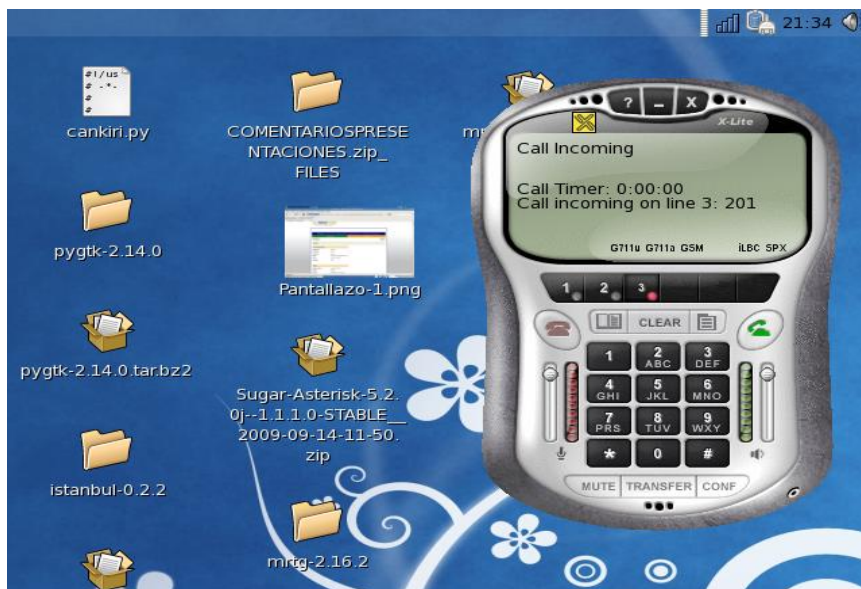 21:34
#!/us
# -*-
#
#
cankiri.py
COMENTARIOSPRESE
NTACIONES.zip_
FILES
pygtk-2.14.0
Pantallazo-1.png
pygtk-2.14.0.tar.bz2
Sugar-Asterisk-5.2.
0j--1.1.1.0-STABLE__
2009-09-14-11-50.
zip
istanbul-0.2.2
mrtg-2.16.2
? – X
X-Lite
Call Incoming
Call Timer: 0:00:00
Call incoming on line 3: 201
G711u G711a GSM iLBC SPX
1 2 3
CLEAR
1 2 ABC 3 DEF
4 GHI 5 JKL 6 MNO
7 PRS 8 TUV 9 WXY
* 0 #
MUTE TRANSFER CONF